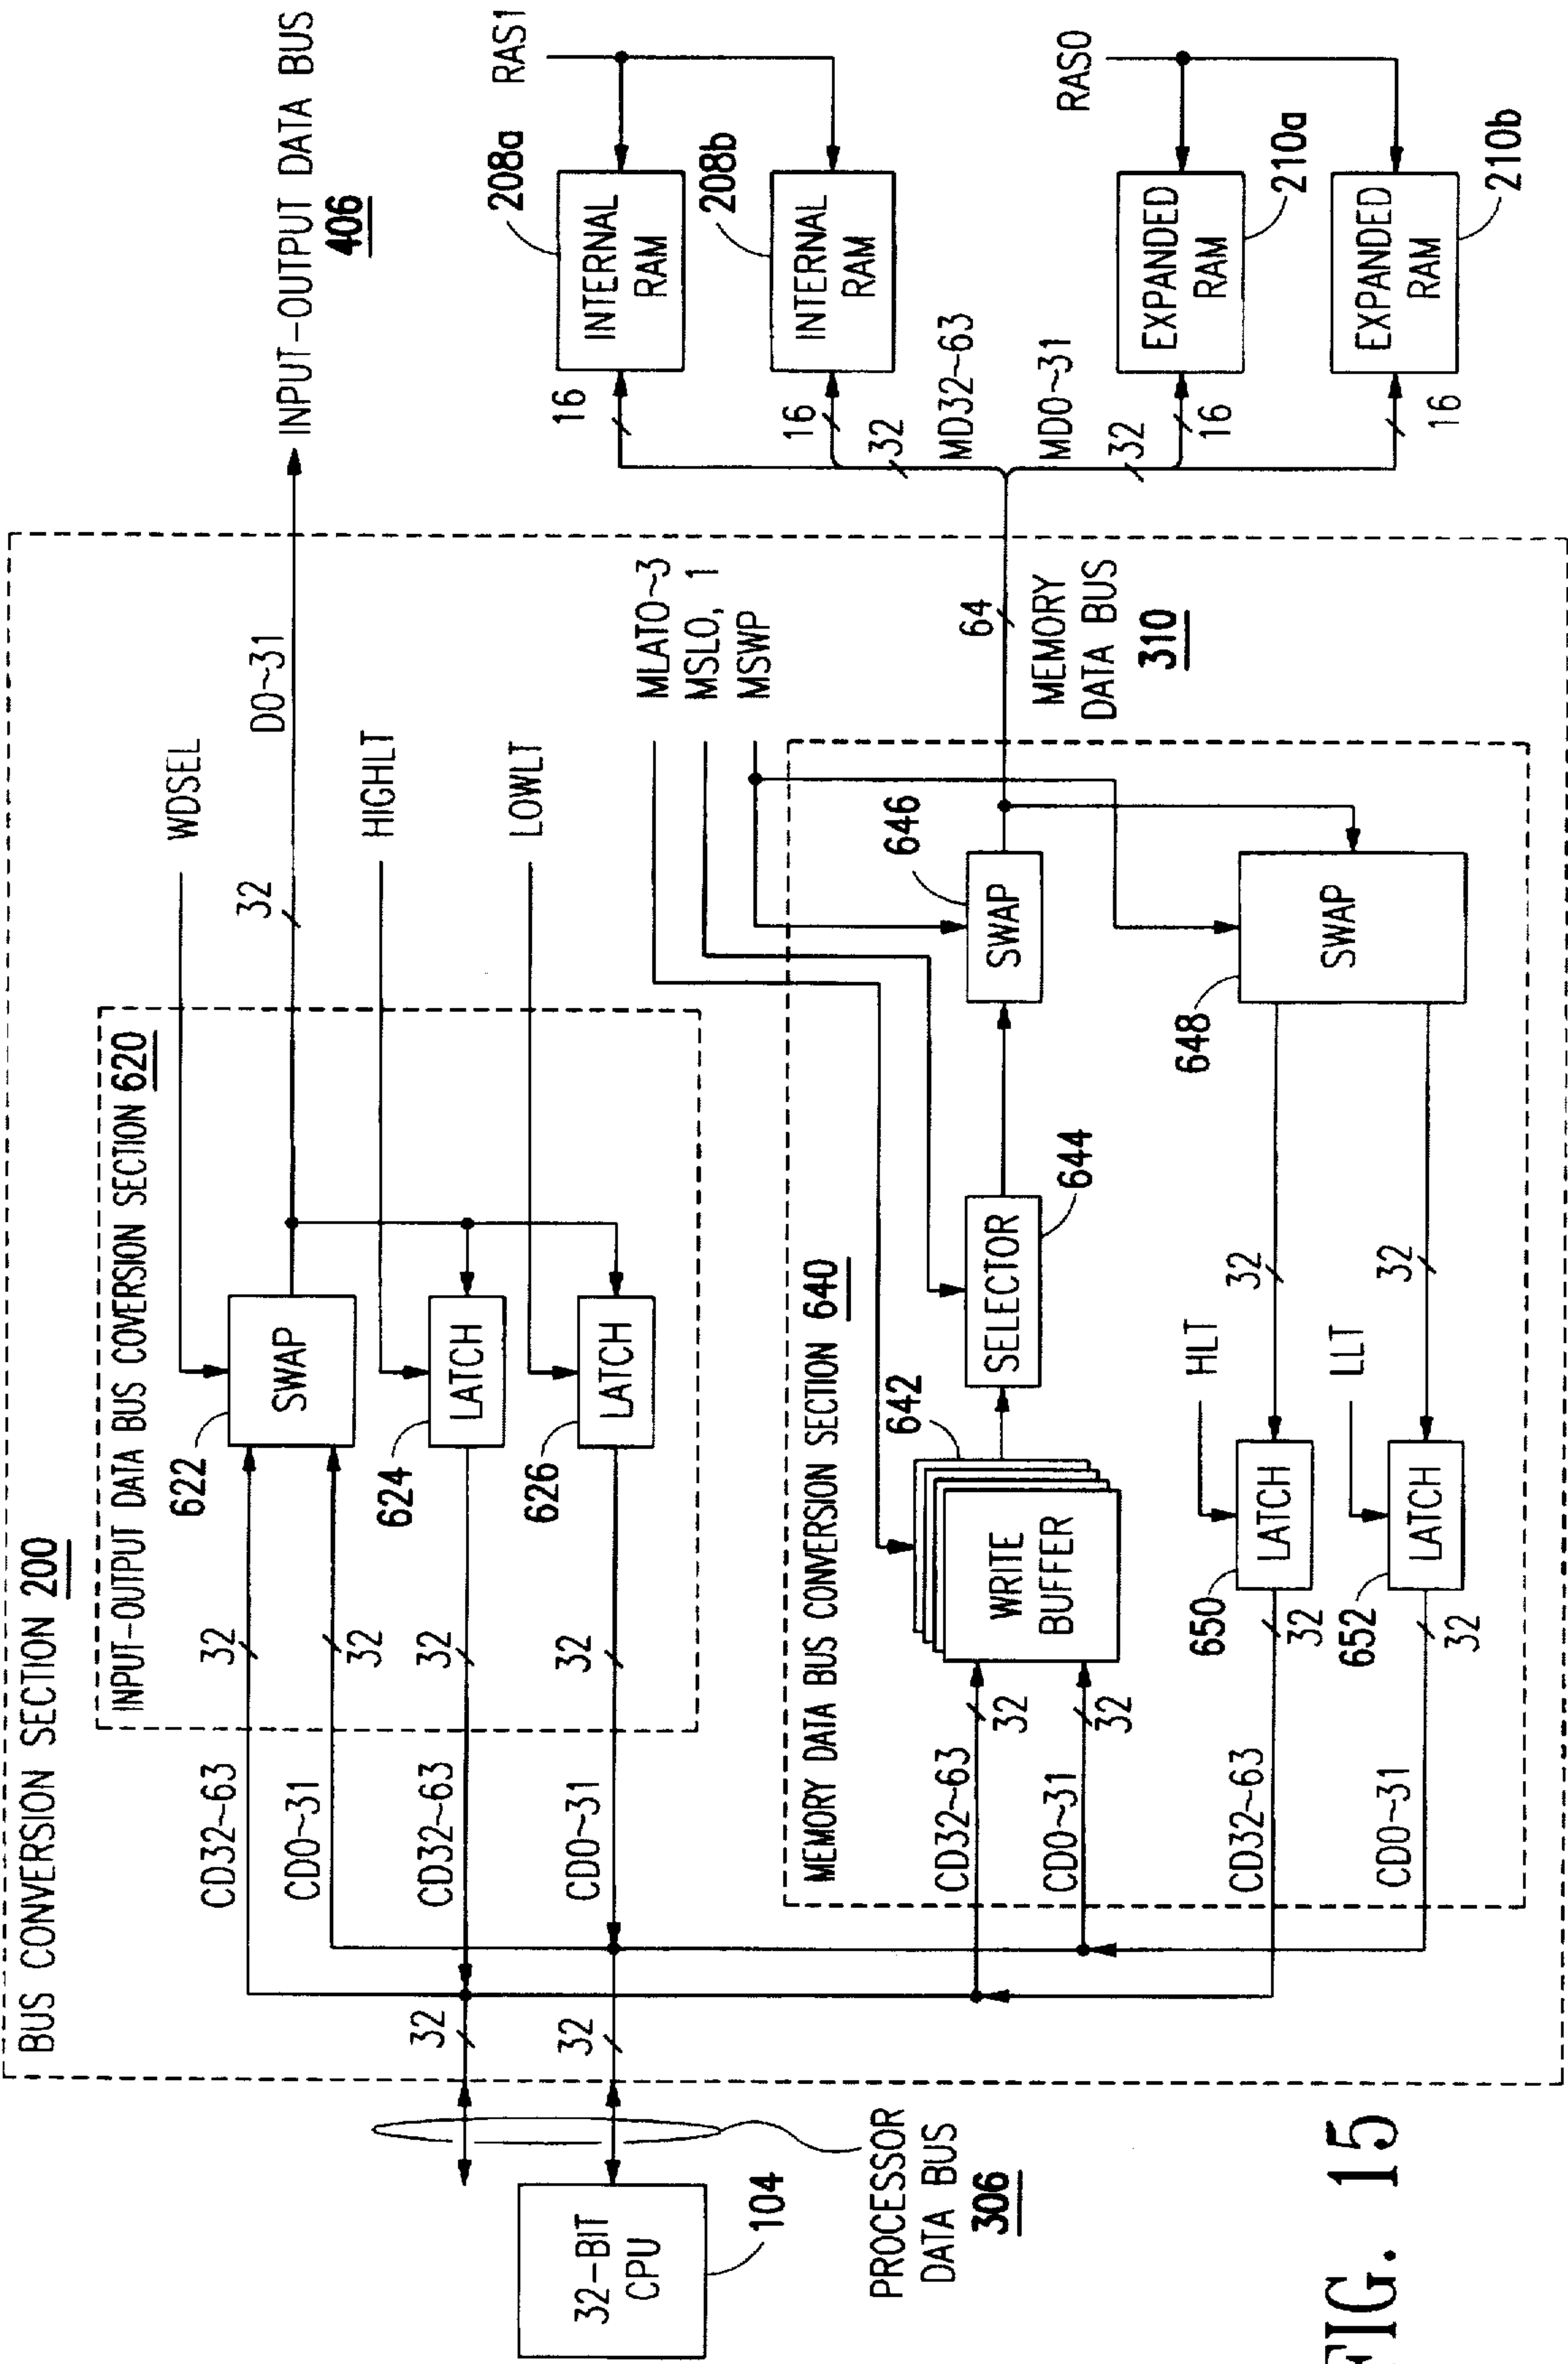 BUS CONVERSION SECTION 200
INPUT-OUTPUT DATA BUS COVERSION SECTION 620
WDSEL
HIGHLT
LOWLT
D0~31
32
INPUT-OUTPUT DATA BUS
406
SWAP
622
LATCH
624
LATCH
626
32
32
32
32
CD32~63
CD0~31
CD32~63
CD0~31
32
32
32-BIT
CPU
104
PROCESSOR
DATA BUS
306
MEMORY DATA BUS CONVERSION SECTION 640
MLAT0~3
MSL0, 1
MSWP
CD32~63
32
CD0~31
32
WRITE
BUFFER
642
SELECTOR
644
SWAP
646
SWAP
648
32
32
HLT
LATCH
650
32
LLT
LATCH
652
32
CD32~63
CD0~31
64
MEMORY
DATA BUS
310
RAS1
208a
INTERNAL
RAM
16
208b
INTERNAL
RAM
16
32
MD32~63
MD0~31
32
RAS0
EXPANDED
RAM
210a
16
EXPANDED
RAM
210b
16
FIG. 15